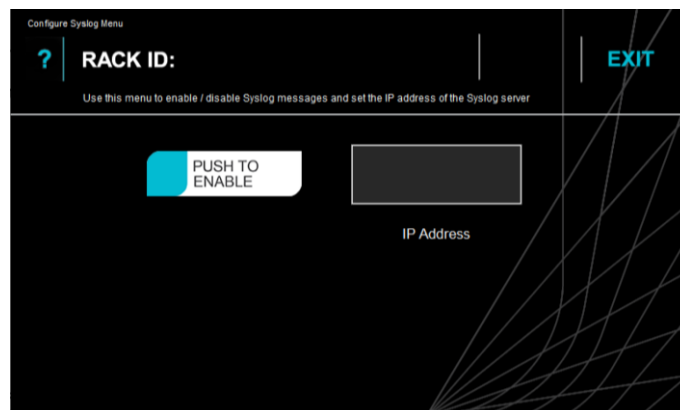 Configure Syslog Menu
? RACK ID: EXIT
Use this menu to enable / disable Syslog messages and set the IP address of the Syslog server
PUSH TO
ENABLE
IP Address